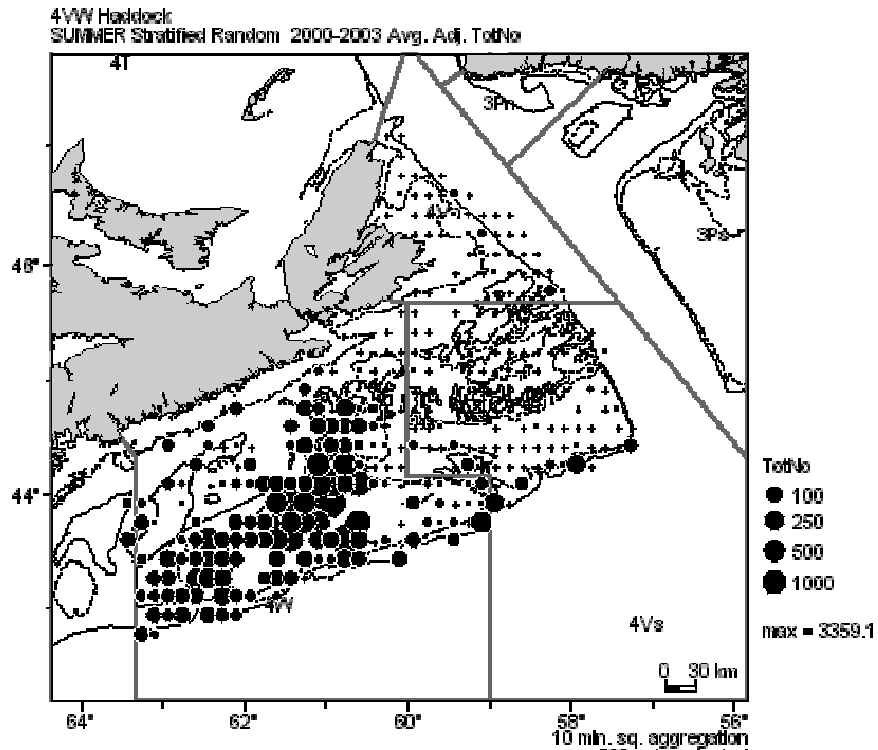 4VW Haddock
SUMMER Stratified Random 2000-2003 Avg. Adj. TotNo
4T
3Pn
4Vn
3Ps
46°
44°
4W
4Vs
TotNo
100
250
500
1000
max = 3359.1
0 30 km
64° 62° 60° 58° 56°
10 min. sq. aggregation